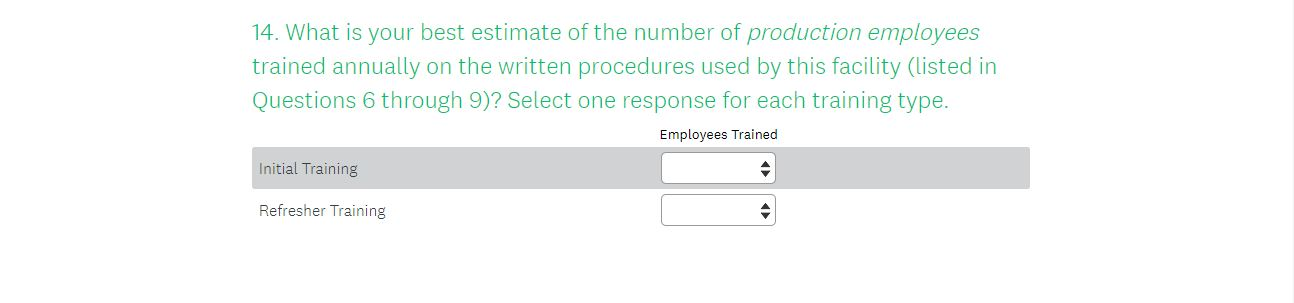 14. What is your best estimate of the number of production employees
trained annually on the written procedures used by this facility (listed in
Questions 6 through 9)? Select one response for each training type.
Employees Trained
Initial Training
Refresher Training